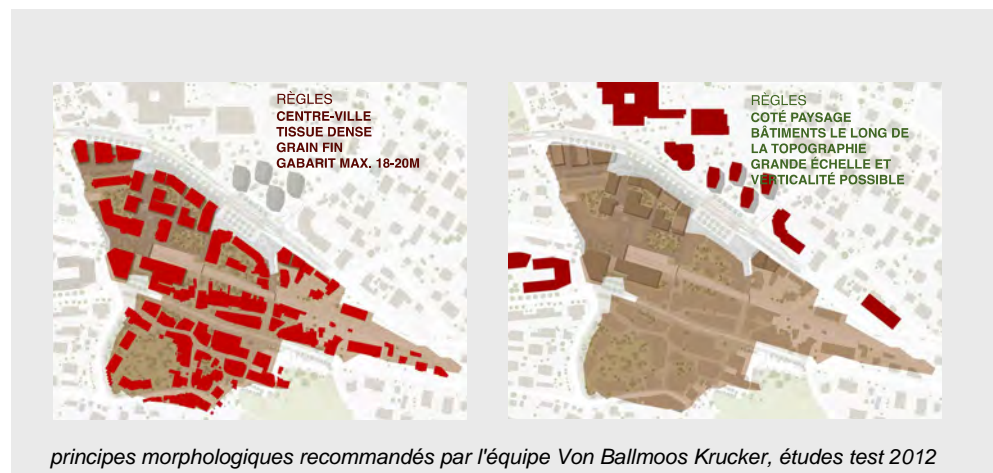 RÈGLES
CENTRE-VILLE
TISSUE DENSE
GRAIN FIN
GABARIT MAX. 18-20M
RÈGLES
COTÉ PAYSAGE
BÂTIMENTS LE LONG DE
LA TOPOGRAPHIE
GRANDE ÉCHELLE ET
VERTICALITÉ POSSIBLE
principes morphologiques recommandés par l'équipe Von Ballmoos Krucker, études test 2012